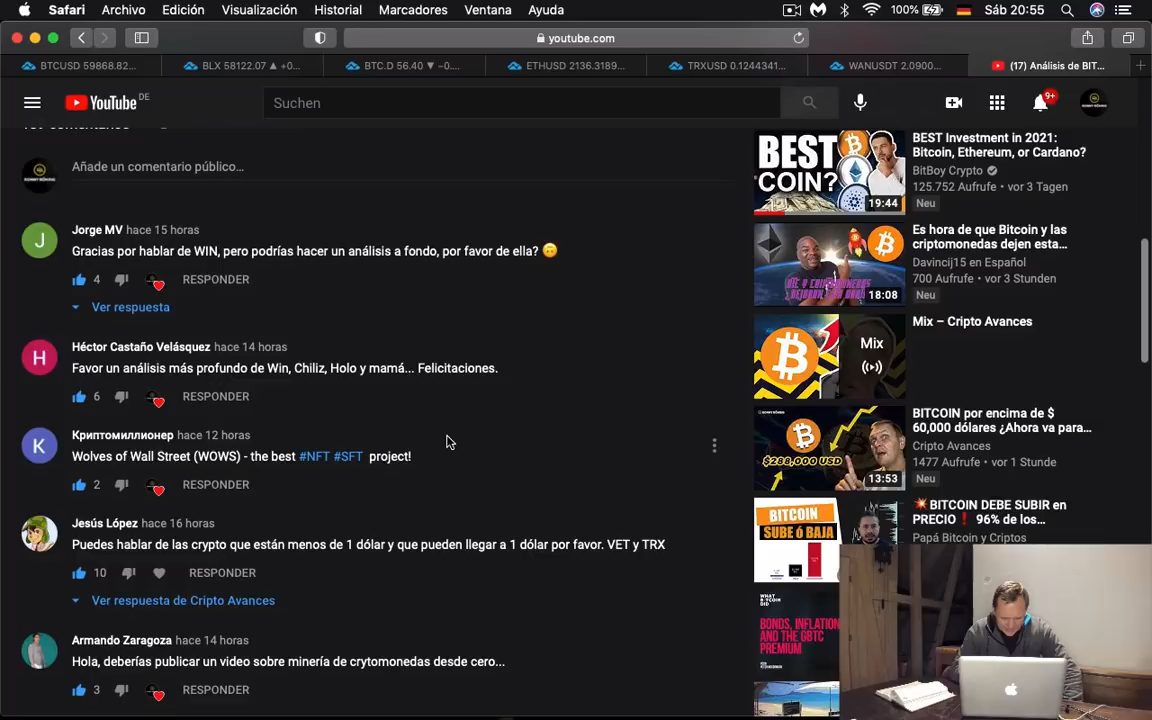 Safari Archivo Edición Visualización Historial Marcadores Ventana Ayuda 100% Sáb 20:55
youtube.com
BTCUSD 59868.82... BLX 58122.07 ▲ +0... BTC.D 56.40 ▼ −0.... ETHUSD 2136.3189... TRXUSD 0.1244341... WANUSDT 2.0900... (17) Análisis de BIT...
YouTube DE
Suchen
9+
Añade un comentario público...
Jorge MV hace 15 horas
Gracias por hablar de WIN, pero podrías hacer un análisis a fondo, por favor de ella? 🙃
4 RESPONDER
Ver respuesta
H
Héctor Castaño Velásquez hace 14 horas
Favor un análisis más profundo de Win, Chiliz, Holo y mamá... Felicitaciones.
6 RESPONDER
K
Криптомиллионер hace 12 horas
Wolves of Wall Street (WOWS) - the best #NFT #SFT project!
2 RESPONDER
Jesús López hace 16 horas
Puedes hablar de las crypto que están menos de 1 dólar y que pueden llegar a 1 dólar por favor. VET y TRX
10 RESPONDER
Ver respuesta de Cripto Avances
Armando Zaragoza hace 14 horas
Hola, deberías publicar un video sobre minería de crytomonedas desde cero...
3 RESPONDER
J
BEST
COIN?
19:44
BEST Investment in 2021:
Bitcoin, Ethereum, or Cardano?
BitBoy Crypto
125.752 Aufrufe • vor 3 Tagen
Neu
18:08
Es hora de que Bitcoin y las
criptomonedas dejen esta...
Davincij15 en Español
700 Aufrufe • vor 3 Stunden
Neu
Mix
Mix – Cripto Avances
$288,000 USD
13:53
BITCOIN por encima de $
60,000 dólares ¿Ahora va para...
Cripto Avances
1477 Aufrufe • vor 1 Stunde
Neu
BITCOIN
SUBE ó BAJA
💥BITCOIN DEBE SUBIR en
PRECIO❗ 96% de los...
Papá Bitcoin y Criptos
WHAT
BITCOIN
DID
BONDS, INFLATION
AND THE GBTC
PREMIUM